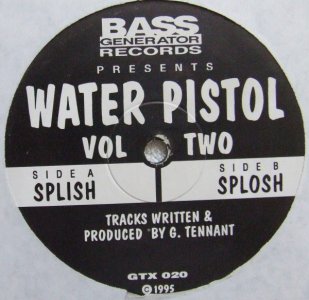 BASS
GENERATOR
RECORDS
PRESENTS
WATER PISTOL
VOL TWO
SIDE A
SPLISH
SIDE B
SPLOSH
TRACKS WRITTEN &
PRODUCED BY G. TENNANT
GTX 020
© 1995